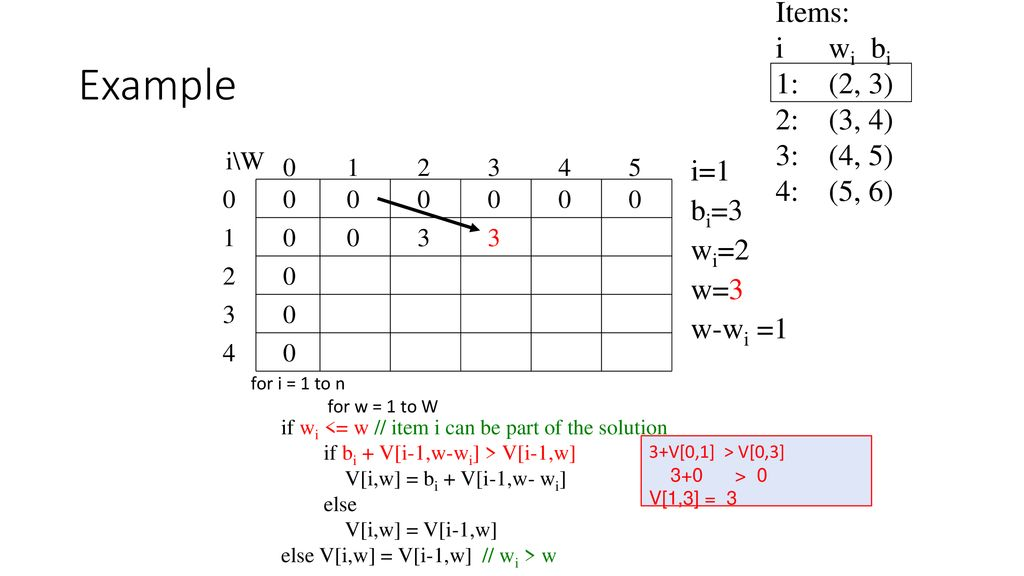 Example
Items:
i wi bi
1: (2, 3)
2: (3, 4)
3: (4, 5)
4: (5, 6)
i\W 0 1 2 3 4 5
0 0 0 0 0 0 0
1 0 0 3 3
2 0
3 0
4 0
i=1
bi=3
wi=2
w=3
w-wi =1
for i = 1 to n
for w = 1 to W
if wi <= w // item i can be part of the solution
if bi + V[i-1,w-wi] > V[i-1,w]
V[i,w] = bi + V[i-1,w- wi]
else
V[i,w] = V[i-1,w]
else V[i,w] = V[i-1,w] // wi > w
3+V[0,1] > V[0,3]
3+0 > 0
V[1,3] = 3